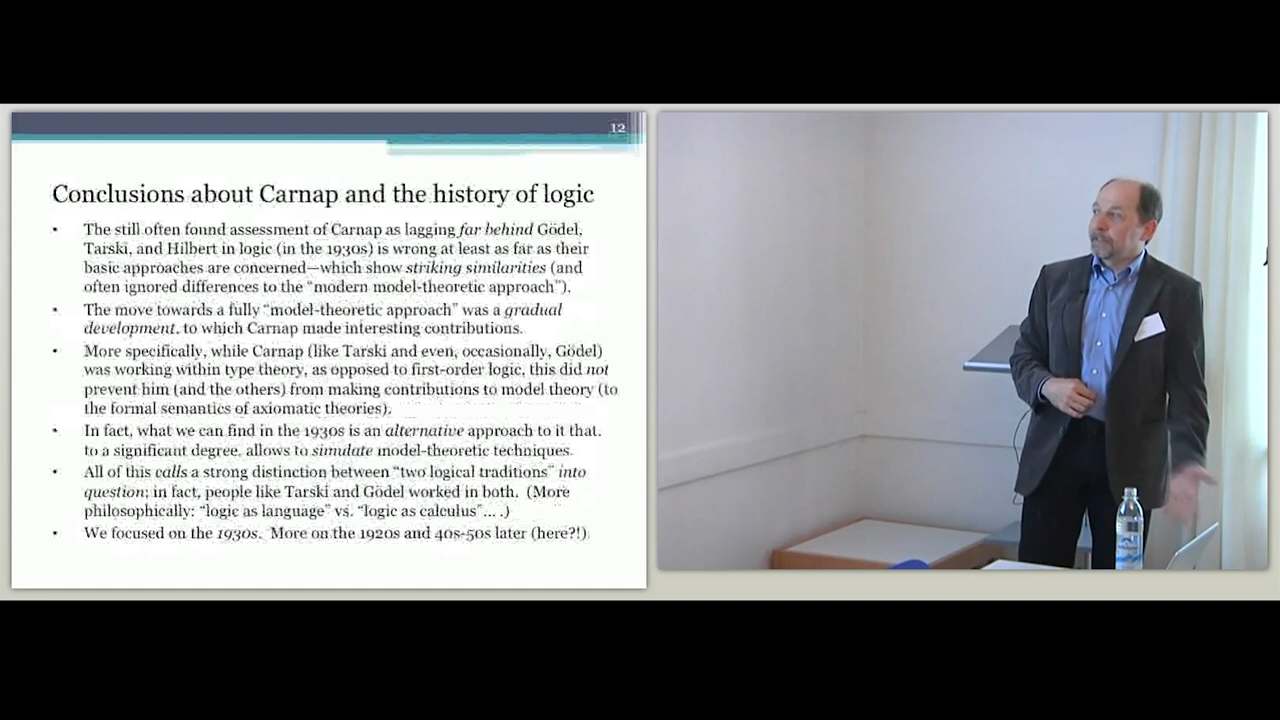 12
Conclusions about Carnap and the history of logic
• The still often found assessment of Carnap as lagging far behind Gödel,
Tarski, and Hilbert in logic (in the 1930s) is wrong at least as far as their
basic approaches are concerned—which show striking similarities (and
often ignored differences to the “modern model-theoretic approach”).
• The move towards a fully “model-theoretic approach” was a gradual
development, to which Carnap made interesting contributions.
• More specifically, while Carnap (like Tarski and even, occasionally, Gödel)
was working within type theory, as opposed to first-order logic, this did not
prevent him (and the others) from making contributions to model theory (to
the formal semantics of axiomatic theories).
• In fact, what we can find in the 1930s is an alternative approach to it that,
to a significant degree, allows to simulate model-theoretic techniques.
• All of this calls a strong distinction between “two logical traditions” into
question; in fact, people like Tarski and Gödel worked in both. (More
philosophically: “logic as language” vs. “logic as calculus”... .)
• We focused on the 1930s. More on the 1920s and 40s-50s later (here?!).